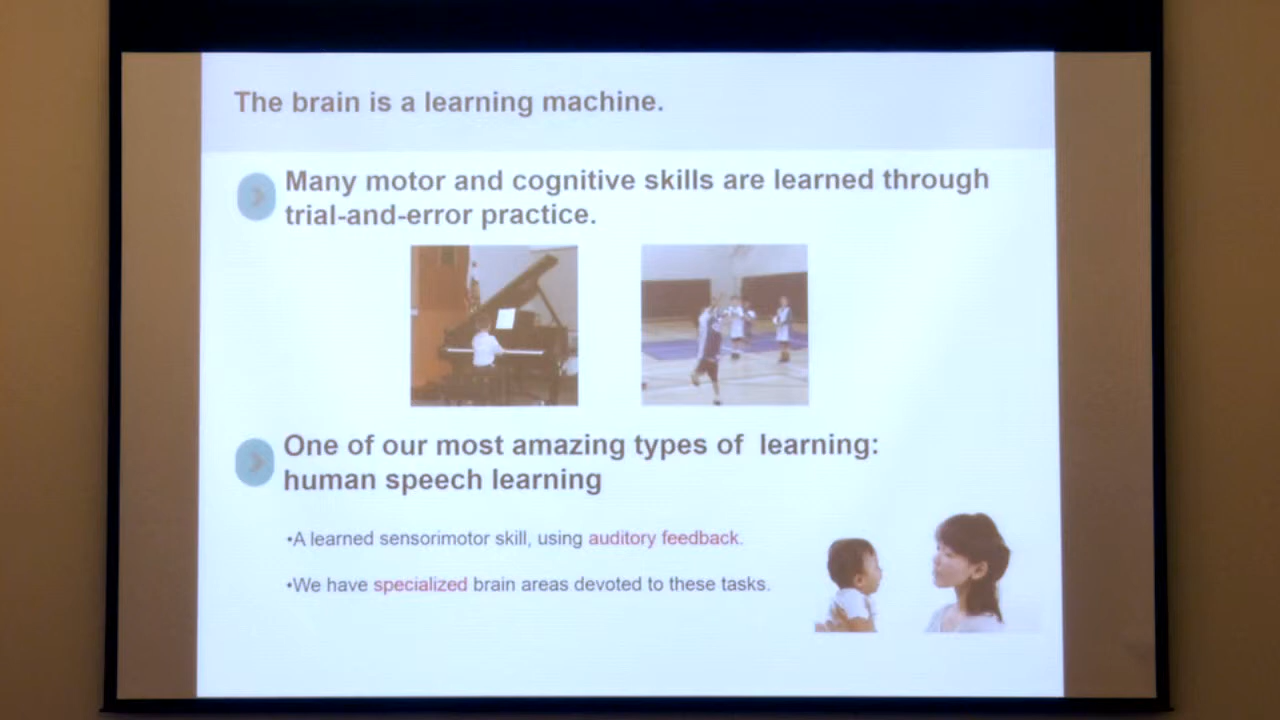 The brain is a learning machine.
Many motor and cognitive skills are learned through
trial-and-error practice.
One of our most amazing types of learning:
human speech learning
•A learned sensorimotor skill, using auditory feedback.
•We have specialized brain areas devoted to these tasks.